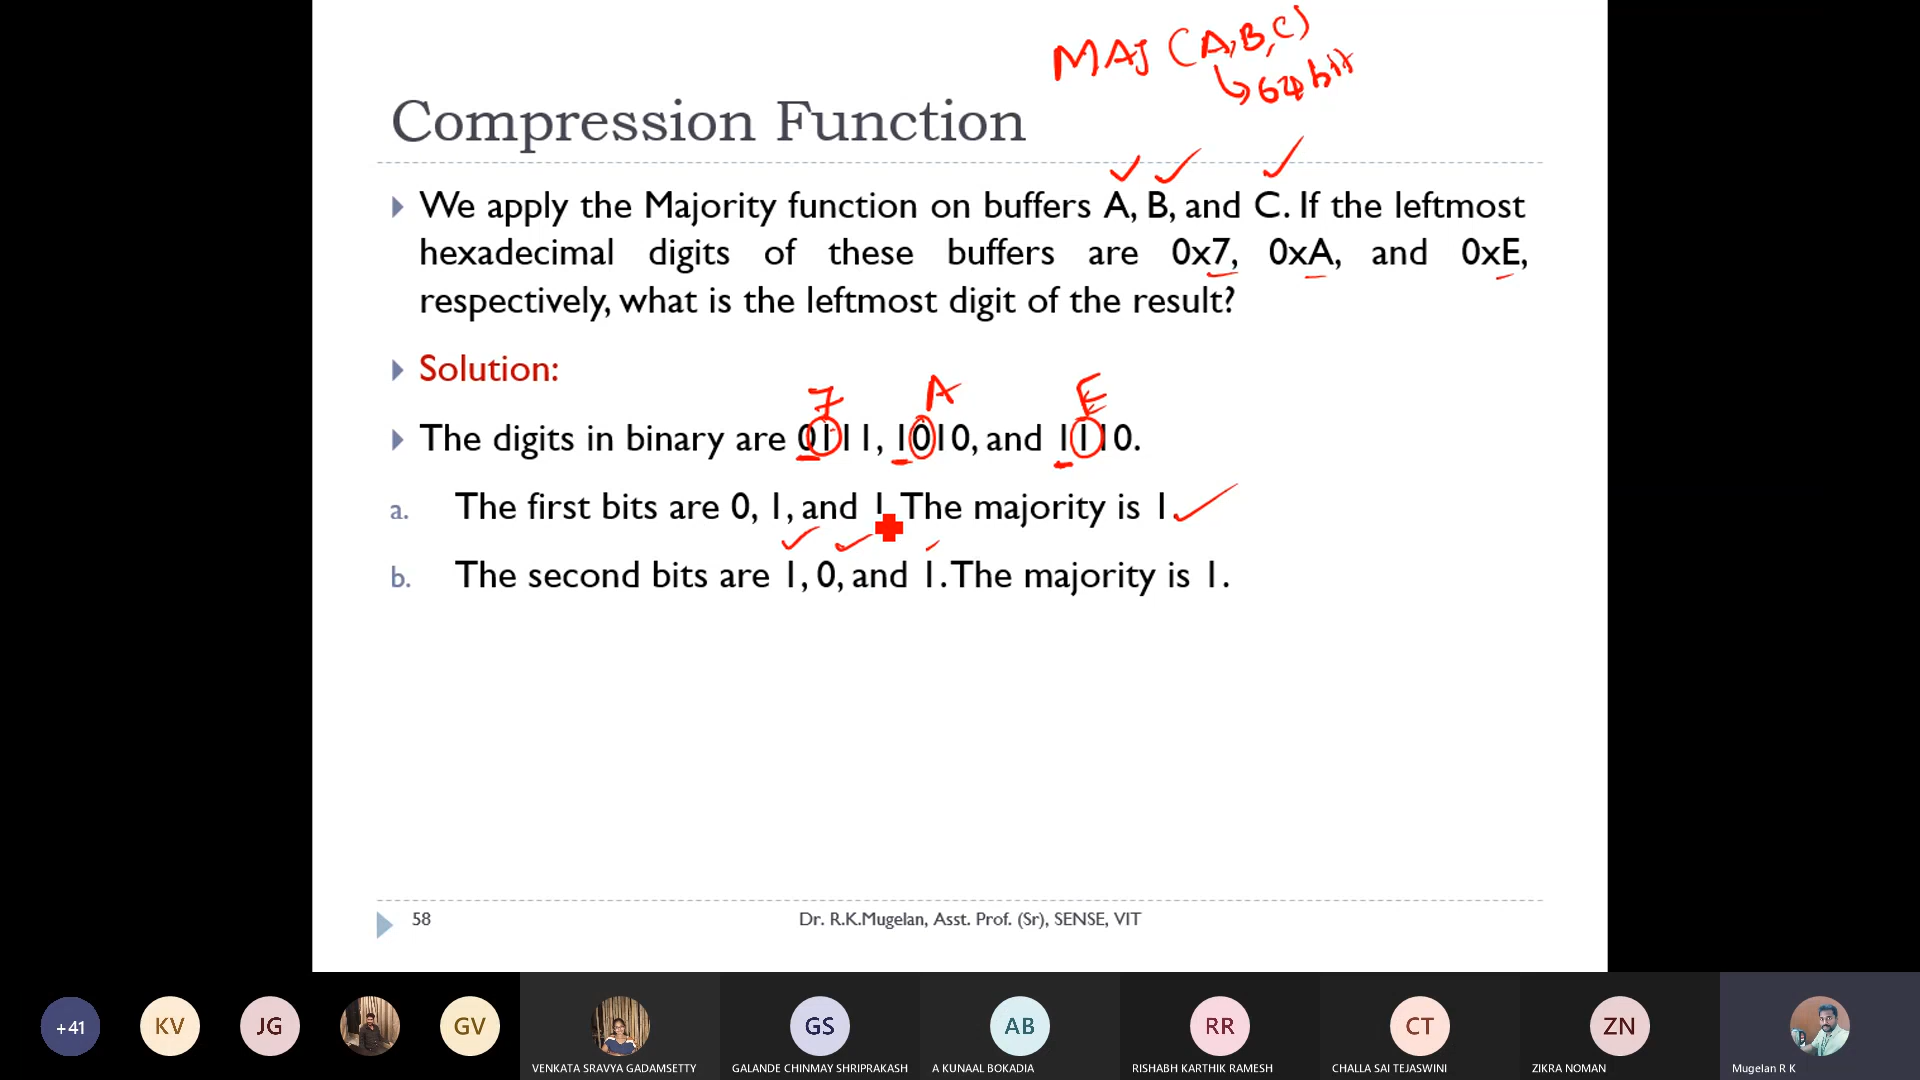 MAJ (A,B,C)
↳64 bit
Compression Function
We apply the Majority function on buffers A, B, and C. If the leftmost
hexadecimal digits of these buffers are 0x7, 0xA, and 0xE,
respectively, what is the leftmost digit of the result?
Solution:
7 A E
The digits in binary are 0111, 1010, and 1110.
a. The first bits are 0, 1, and 1. The majority is 1.
b. The second bits are 1, 0, and 1. The majority is 1.
58 Dr. R.K.Mugelan, Asst. Prof. (Sr), SENSE, VIT
+41 KV JG GV GS AB RR CT ZN
VENKATA SRAVYA GADAMSETTY GALANDE CHINMAY SHRIPRAKASH A KUNAAL BOKADIA RISHABH KARTHIK RAMESH CHALLA SAI TEJASWINI ZIKRA NOMAN Mugelan R K